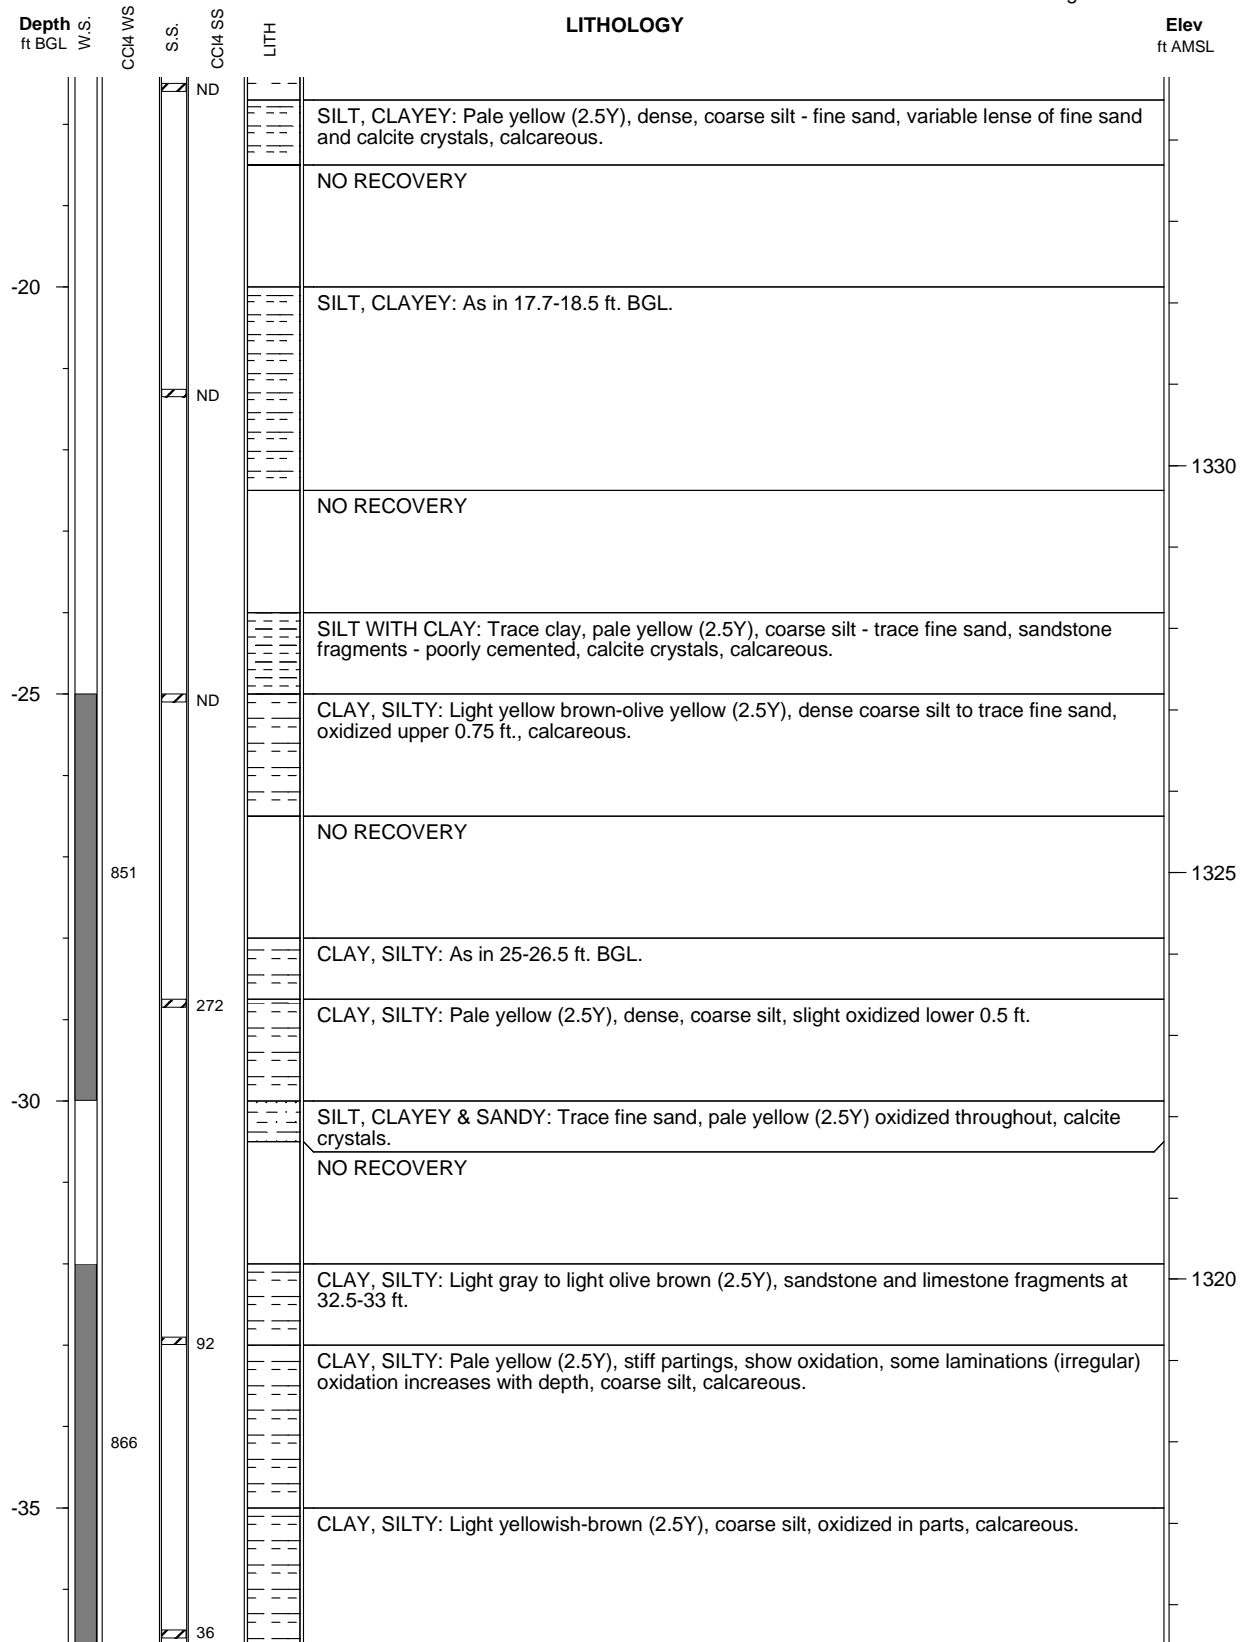 Depth W.S. CCl4 WS S.S. CCl4 SS LITH LITHOLOGY Elev
ft BGL ft AMSL
ND
SILT, CLAYEY: Pale yellow (2.5Y), dense, coarse silt - fine sand, variable lense of fine sand
and calcite crystals, calcareous.
NO RECOVERY
-20
SILT, CLAYEY: As in 17.7-18.5 ft. BGL.
ND
1330
NO RECOVERY
SILT WITH CLAY: Trace clay, pale yellow (2.5Y), coarse silt - trace fine sand, sandstone
fragments - poorly cemented, calcite crystals, calcareous.
-25 ND
CLAY, SILTY: Light yellow brown-olive yellow (2.5Y), dense coarse silt to trace fine sand,
oxidized upper 0.75 ft., calcareous.
NO RECOVERY
851 1325
CLAY, SILTY: As in 25-26.5 ft. BGL.
272
CLAY, SILTY: Pale yellow (2.5Y), dense, coarse silt, slight oxidized lower 0.5 ft.
-30
SILT, CLAYEY & SANDY: Trace fine sand, pale yellow (2.5Y) oxidized throughout, calcite
crystals.
NO RECOVERY
CLAY, SILTY: Light gray to light olive brown (2.5Y), sandstone and limestone fragments at
32.5-33 ft.
1320
92
CLAY, SILTY: Pale yellow (2.5Y), stiff partings, show oxidation, some laminations (irregular)
oxidation increases with depth, coarse silt, calcareous.
866
-35
CLAY, SILTY: Light yellowish-brown (2.5Y), coarse silt, oxidized in parts, calcareous.
36